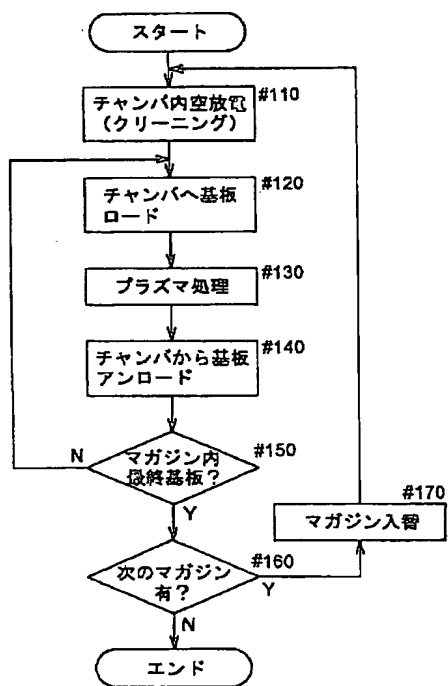 スタート
チャンバ内空放電
(クリーニング)
#110
チャンバへ基板
ロード
#120
プラズマ処理
#130
チャンバから基板
アンロード
#140
マガジン内
最終基板?
#150
N
Y
マガジン入替
#170
次のマガジン
有?
#160
Y
N
エンド